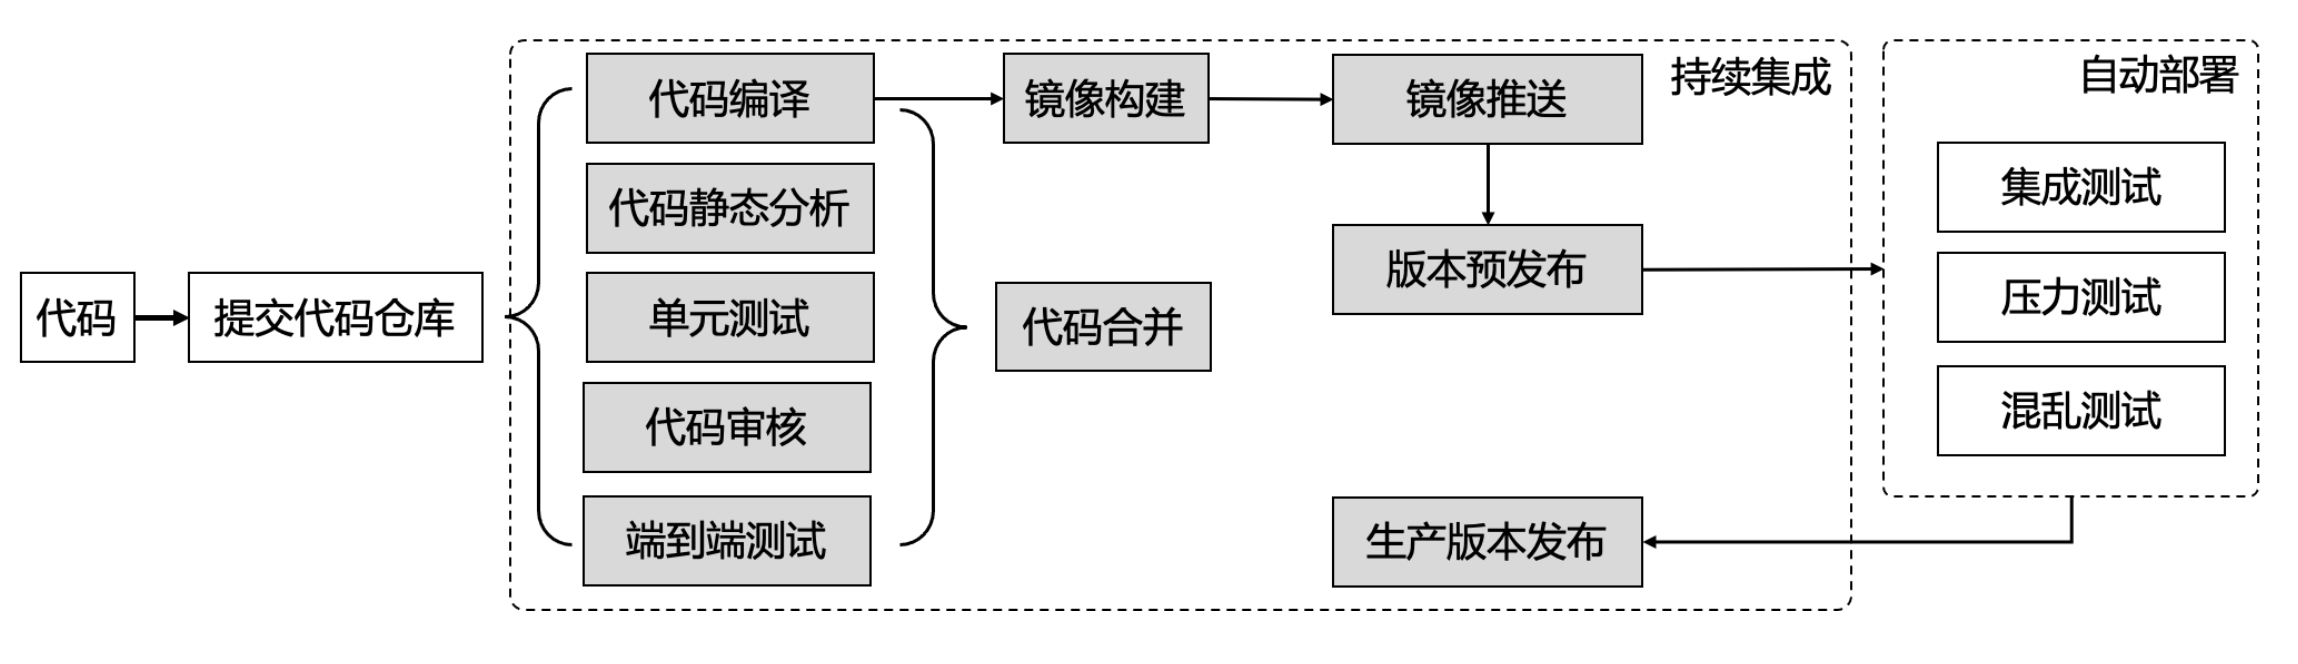 代码
提交代码仓库
持续集成
代码编译
代码静态分析
单元测试
代码审核
端到端测试
代码合并
镜像构建
镜像推送
版本预发布
生产版本发布
自动部署
集成测试
压力测试
混乱测试